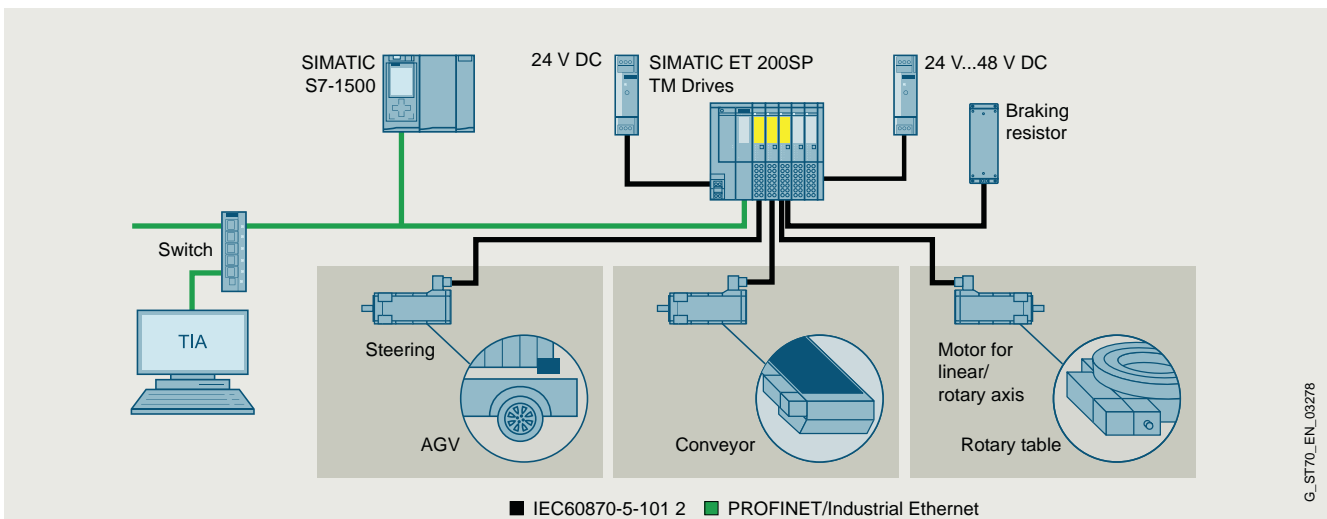 SIMATIC
S7-1500
24 V DC
SIMATIC ET 200SP
TM Drives
24 V...48 V DC
Braking
resistor
Switch
TIA
Steering
AGV
Conveyor
Motor for
linear/
rotary axis
Rotary table
IEC60870-5-101 2
PROFINET/Industrial Ethernet
G_ST70_EN_03278